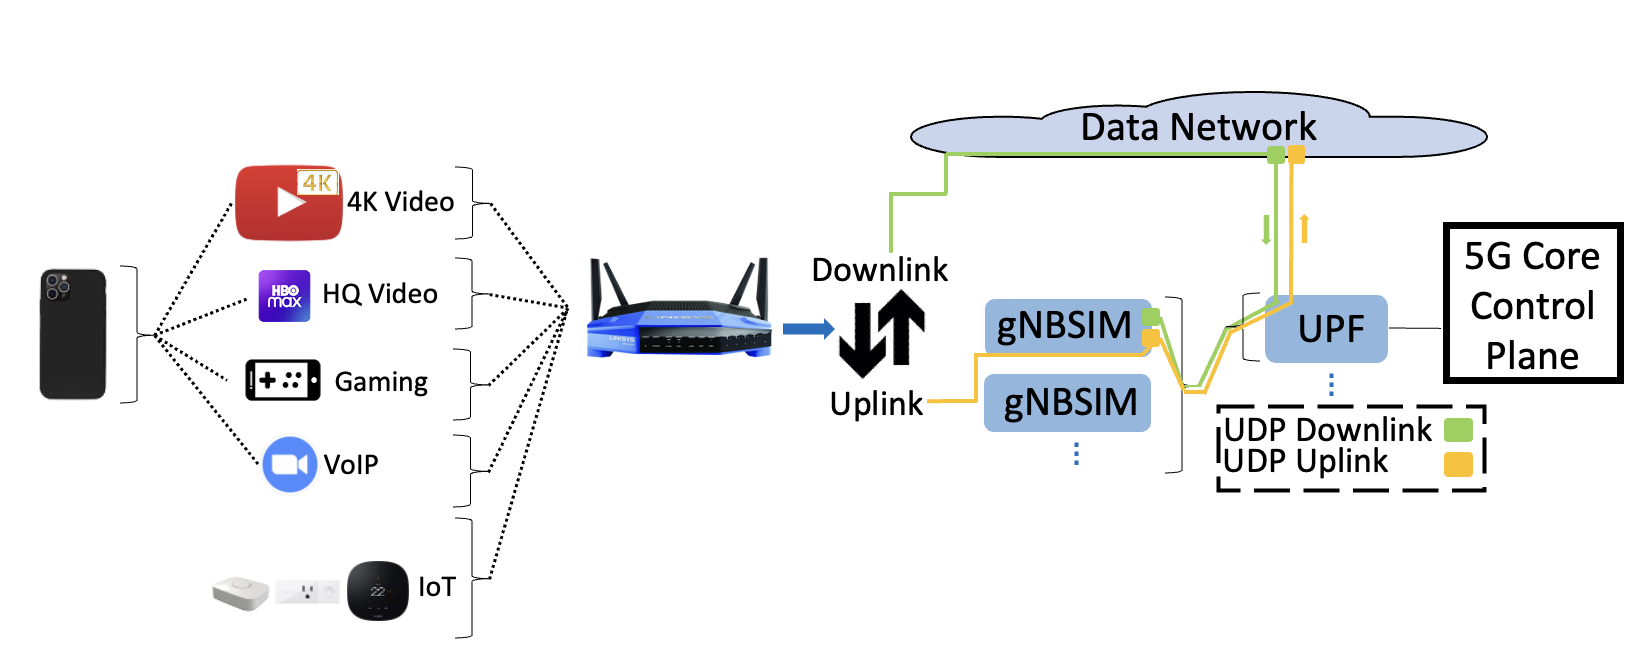 Data Network
4K
4K Video
HBO
max
HQ Video
Gaming
VoIP
IoT
22
LINKSYS
LINKSYS
Downlink
Uplink
gNBSIM
gNBSIM
UPF
5G Core
Control
Plane
UDP Downlink
UDP Uplink